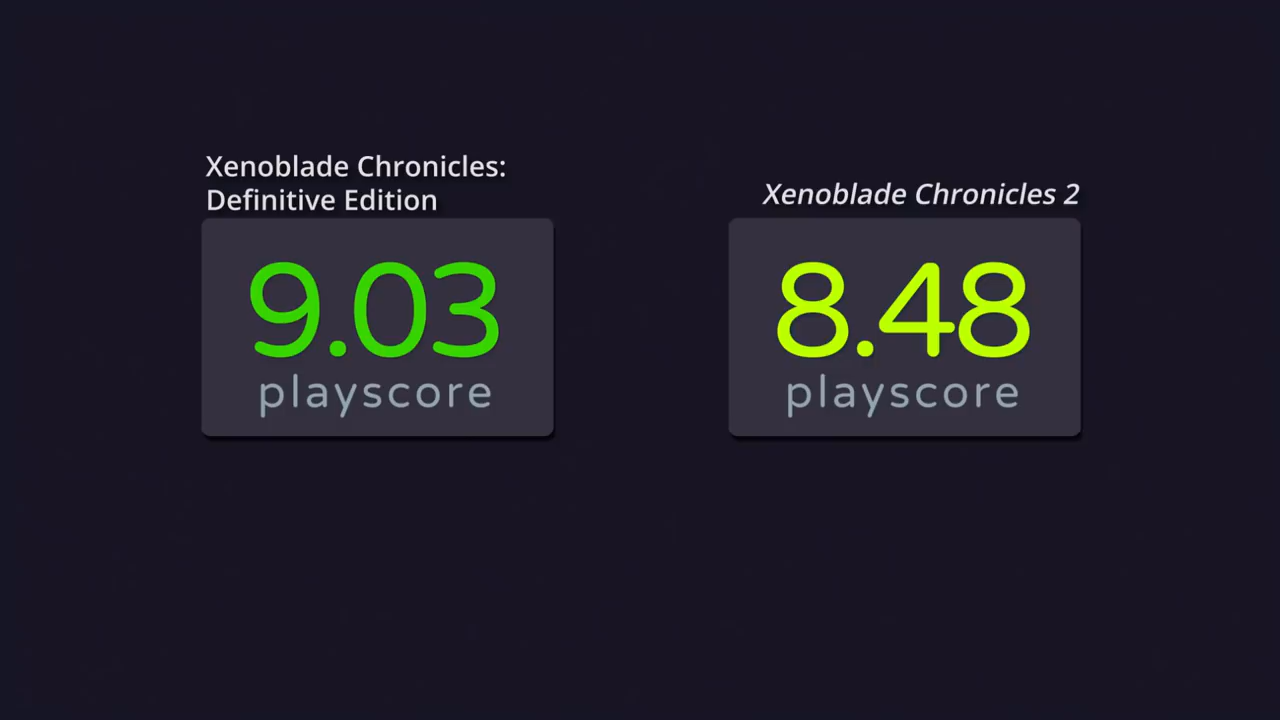 Xenoblade Chronicles:
Definitive Edition
9.03
playscore
Xenoblade Chronicles 2
8.48
playscore